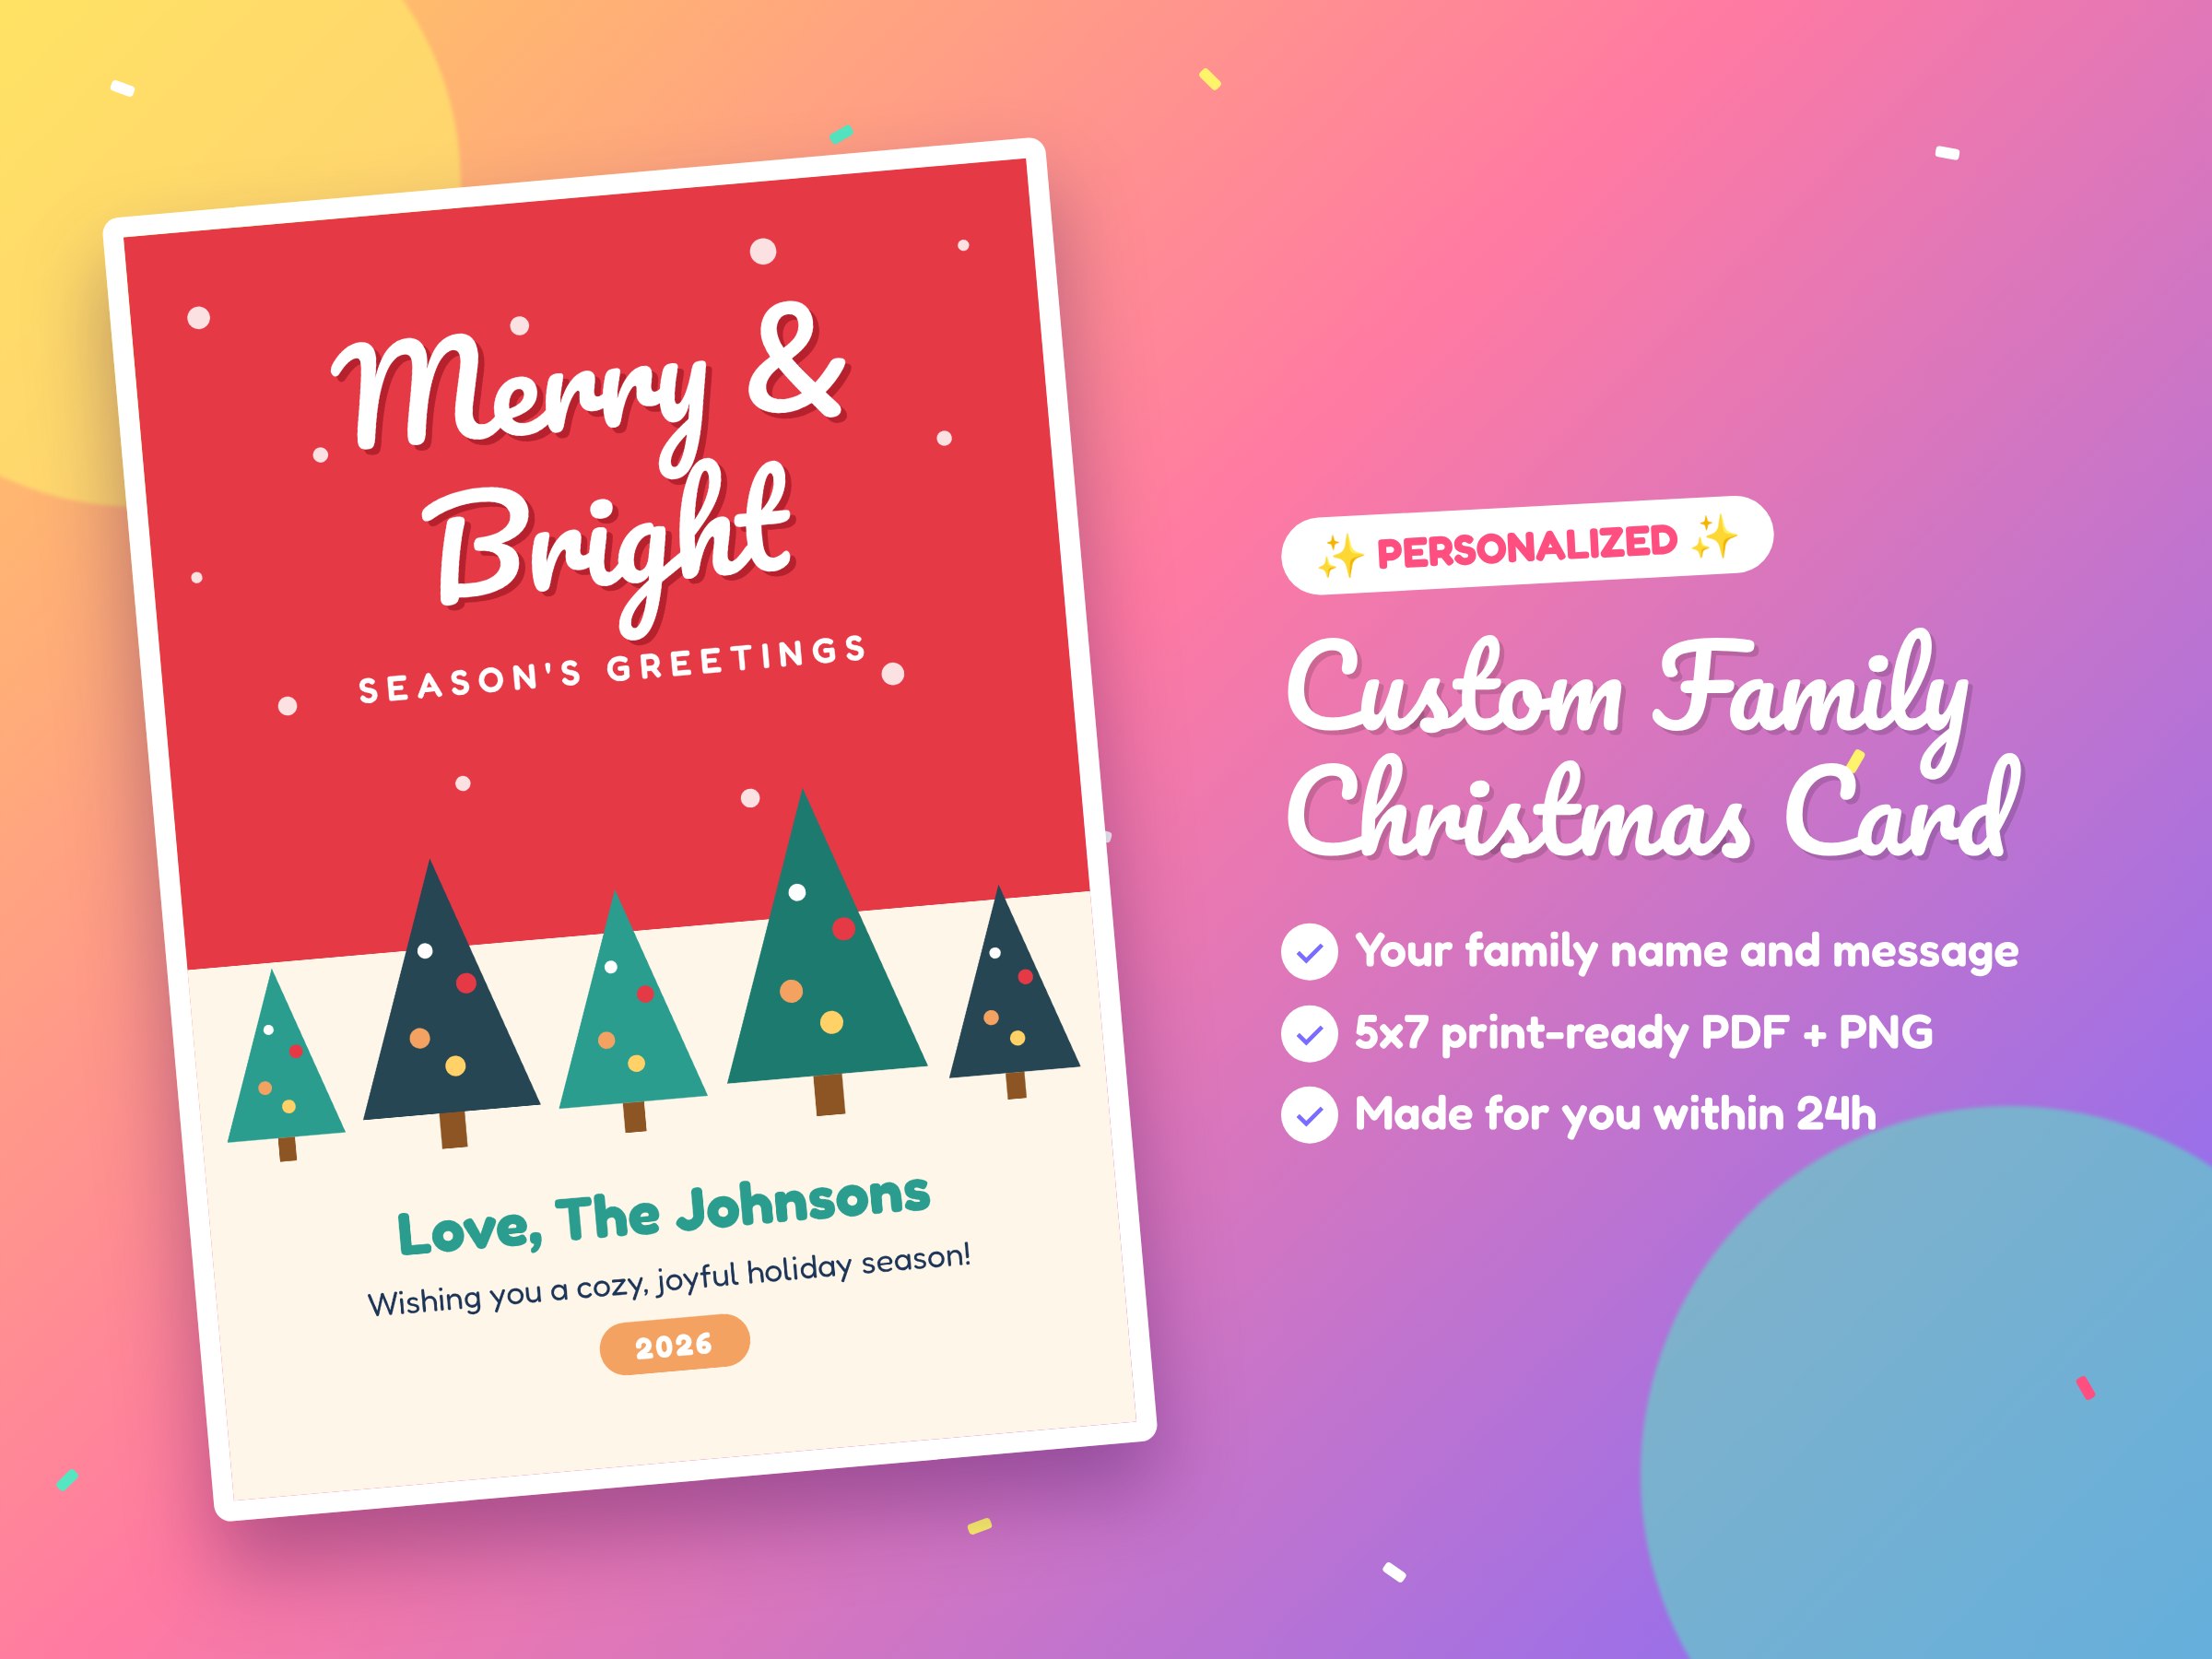 Merry &
Bright
SEASON'S GREETINGS
Love, The Johnsons
Wishing you a cozy, joyful holiday season!
2026
✨ PERSONALIZED ✨
Custom Family
Christmas Card
Your family name and message
5x7 print-ready PDF + PNG
Made for you within 24h